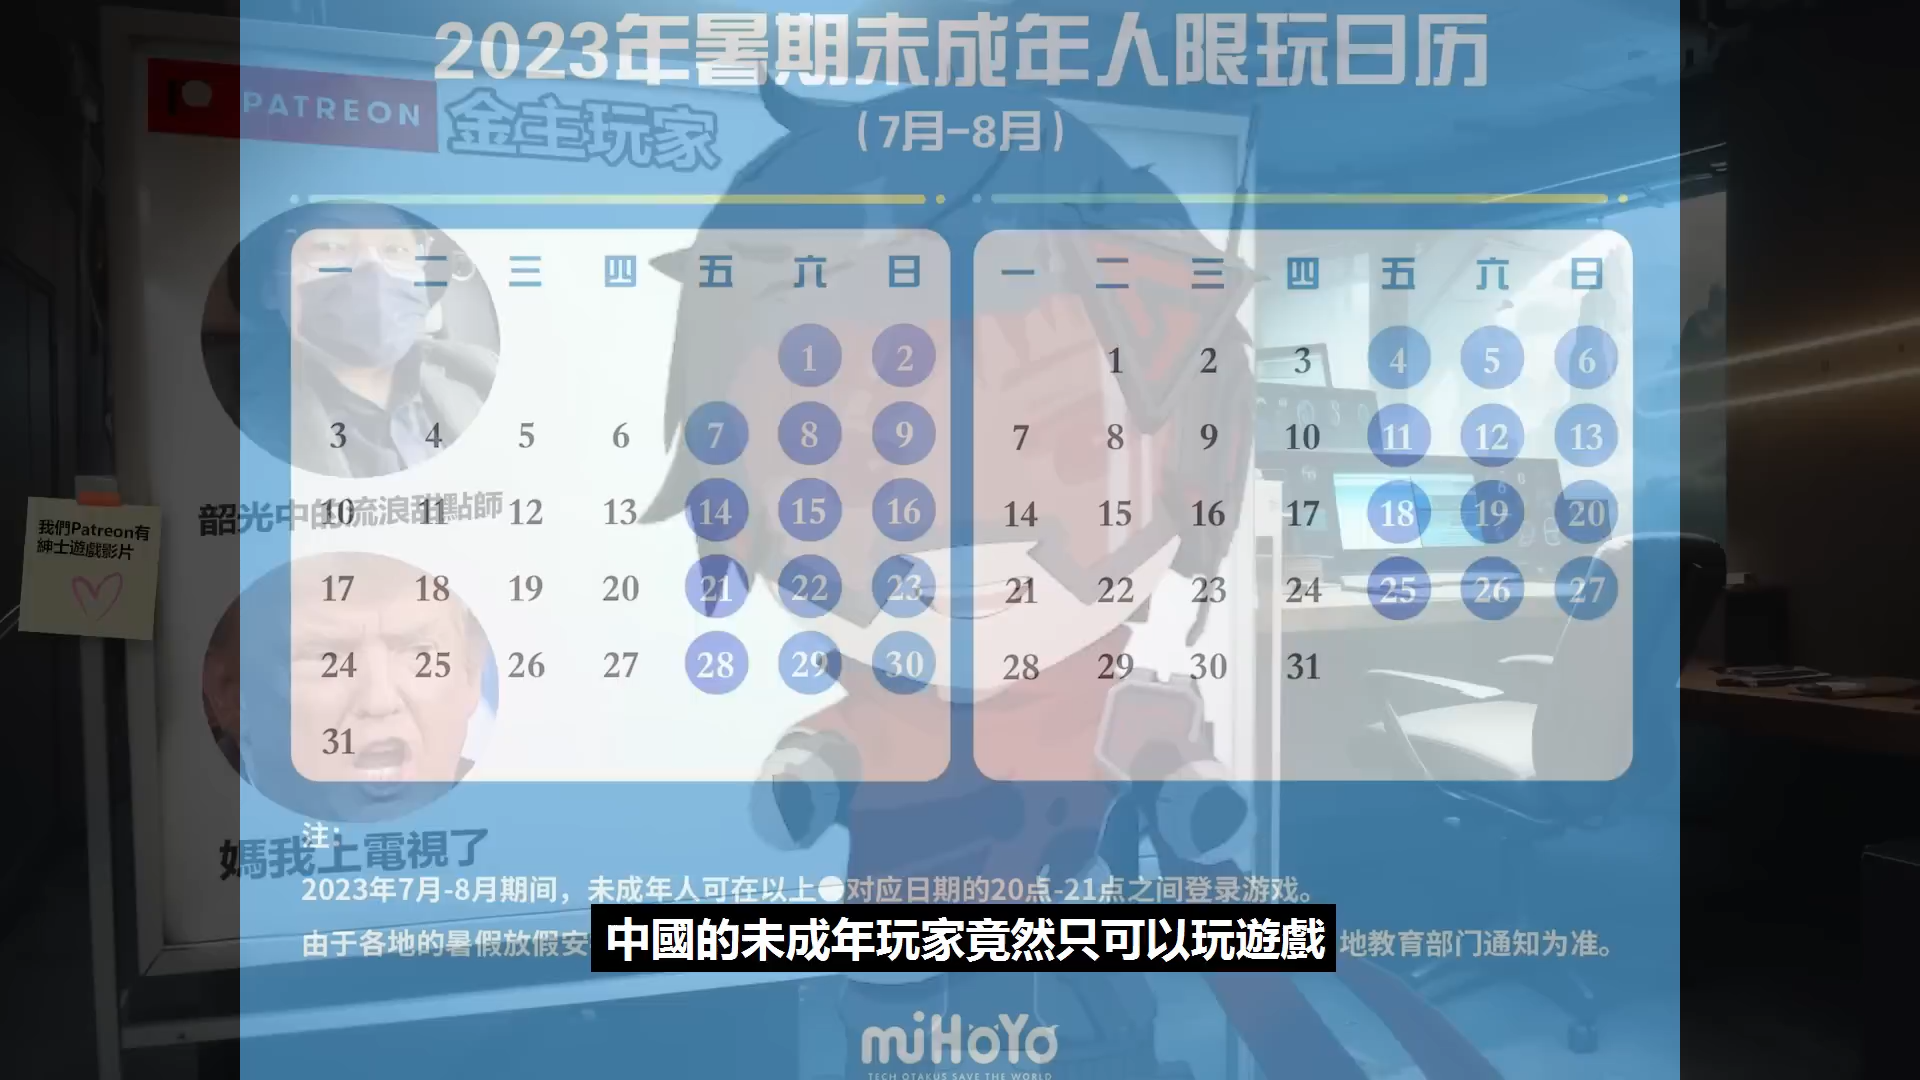 2023年暑期未成年人限玩日历
(7月-8月)
PATREON
金主玩家
一 二 三 四 五 六 日
1 2
3 4 5 6 7 8 9
10 11 12 13 14 15 16
17 18 19 20 21 22 23
24 25 26 27 28 29 30
31
一 二 三 四 五 六 日
1 2 3 4 5 6
7 8 9 10 11 12 13
14 15 16 17 18 19 20
21 22 23 24 25 26 27
28 29 30 31
韶光中的流浪甜點師
我們Patreon有
紳士遊戲影片
媽我上電視了
注:
2023年7月-8月期间，未成年人可在以上●对应日期的20点-21点之间登录游戏。
由于各地的暑假放假安
地教育部门通知为准。
中國的未成年玩家竟然只可以玩遊戲
miHoYo
TECH OTAKUS SAVE THE WORLD